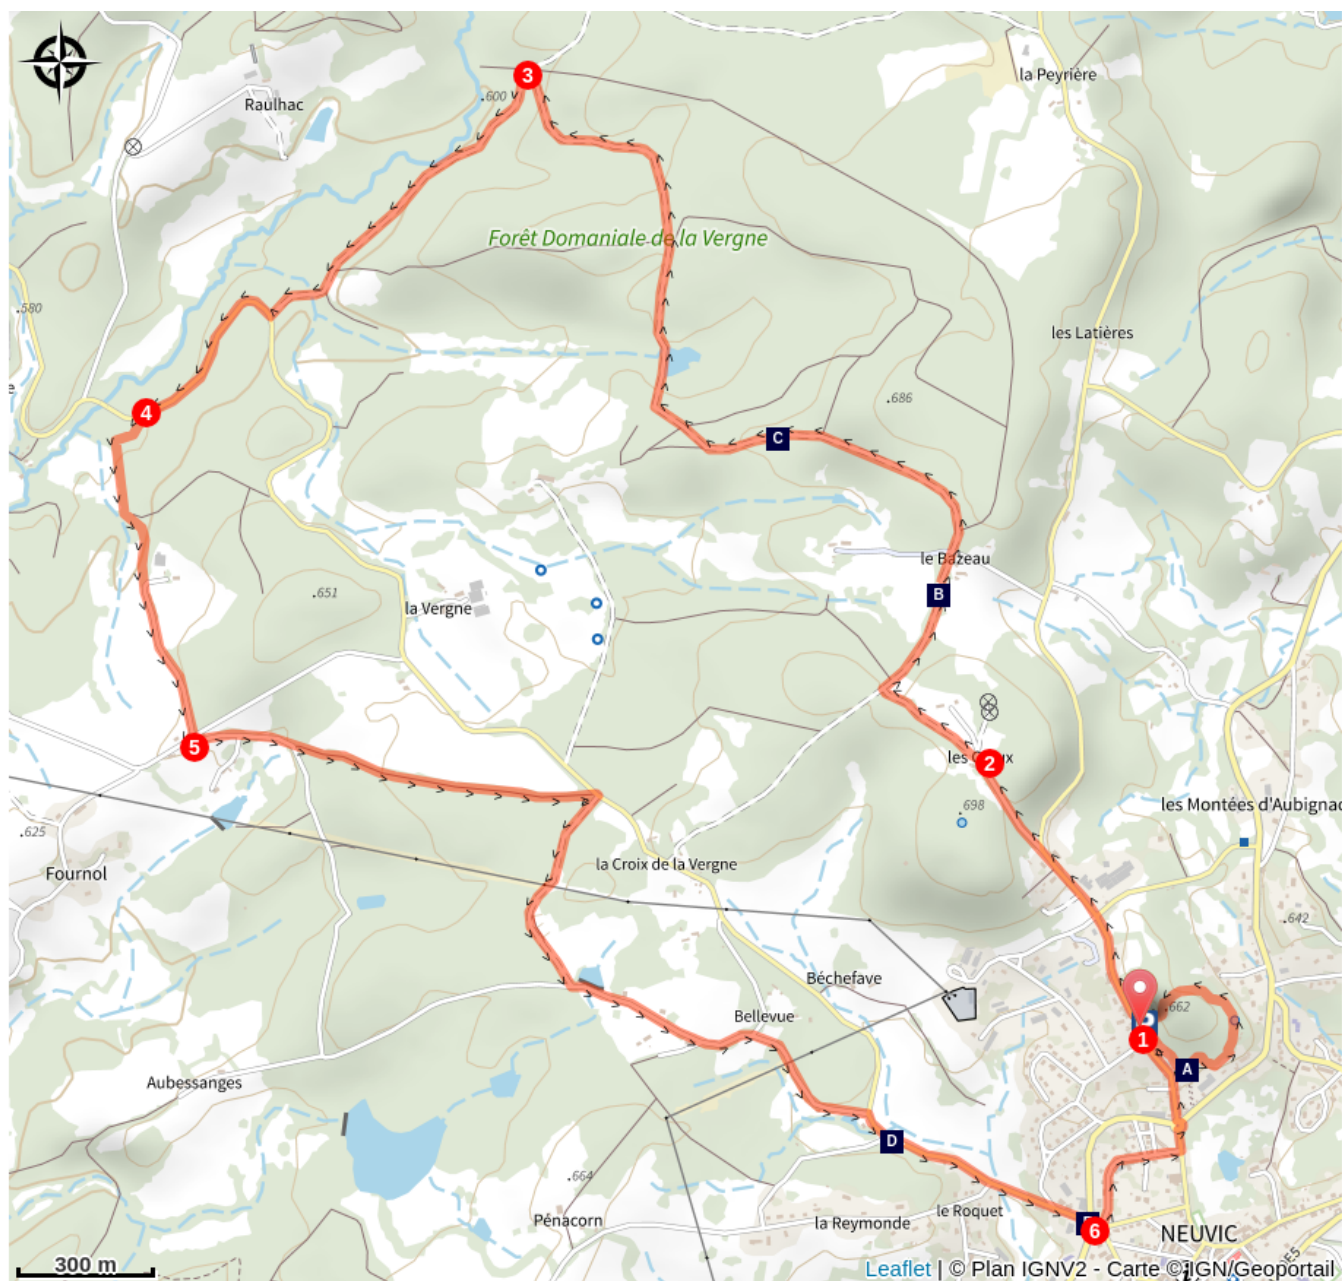 3
la Peyrière
.600
Raulhac
Forêt Domaniale de la Vergne
.580
les Latières
.686
4
C
le Bazeau
B
.651
la Vergne
5
2
.698
les Montées d'Aubignac
.625
la Croix de la Vergne
Fournol
.642
Béchefave
.662
Bellevue
1
A
Aubessanges
D
.664
le Roquet
Pénacorn
la Reymonde
6
NEUVIC
300 m
Leaflet | © Plan IGNV2 - Carte © IGN/Geoportail